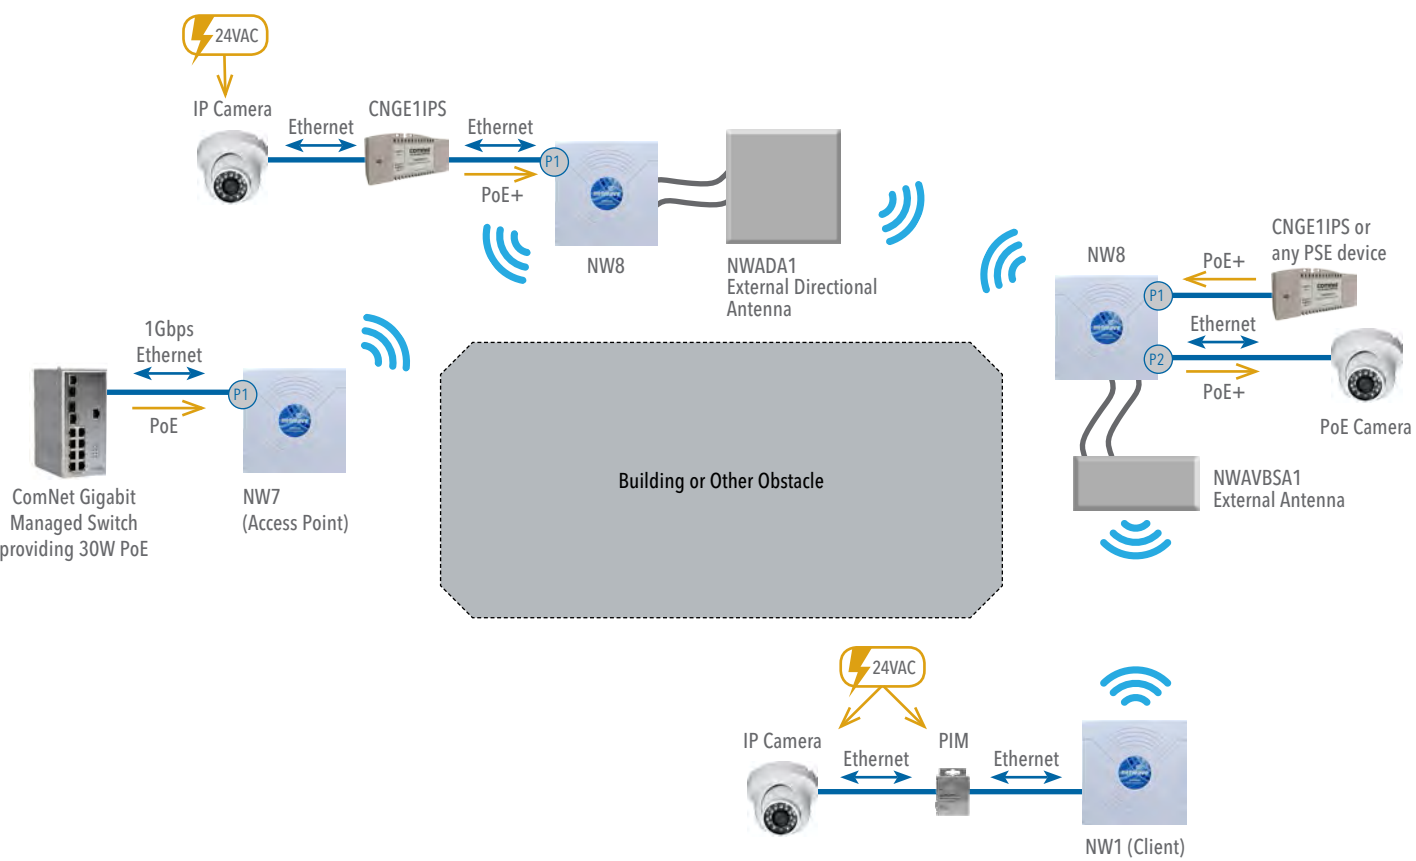 24VAC
IP Camera
Ethernet
CNGE1IPS
Ethernet
P1
PoE+
NW8
NWADA1
External Directional
Antenna
NW8
CNGE1IPS or
any PSE device
PoE+
P1
Ethernet
P2
PoE+
PoE Camera
NWAVBSA1
External Antenna
1Gbps
Ethernet
P1
PoE
ComNet Gigabit
Managed Switch
providing 30W PoE
NW7
(Access Point)
Building or Other Obstacle
24VAC
IP Camera
Ethernet
PIM
Ethernet
NW1 (Client)